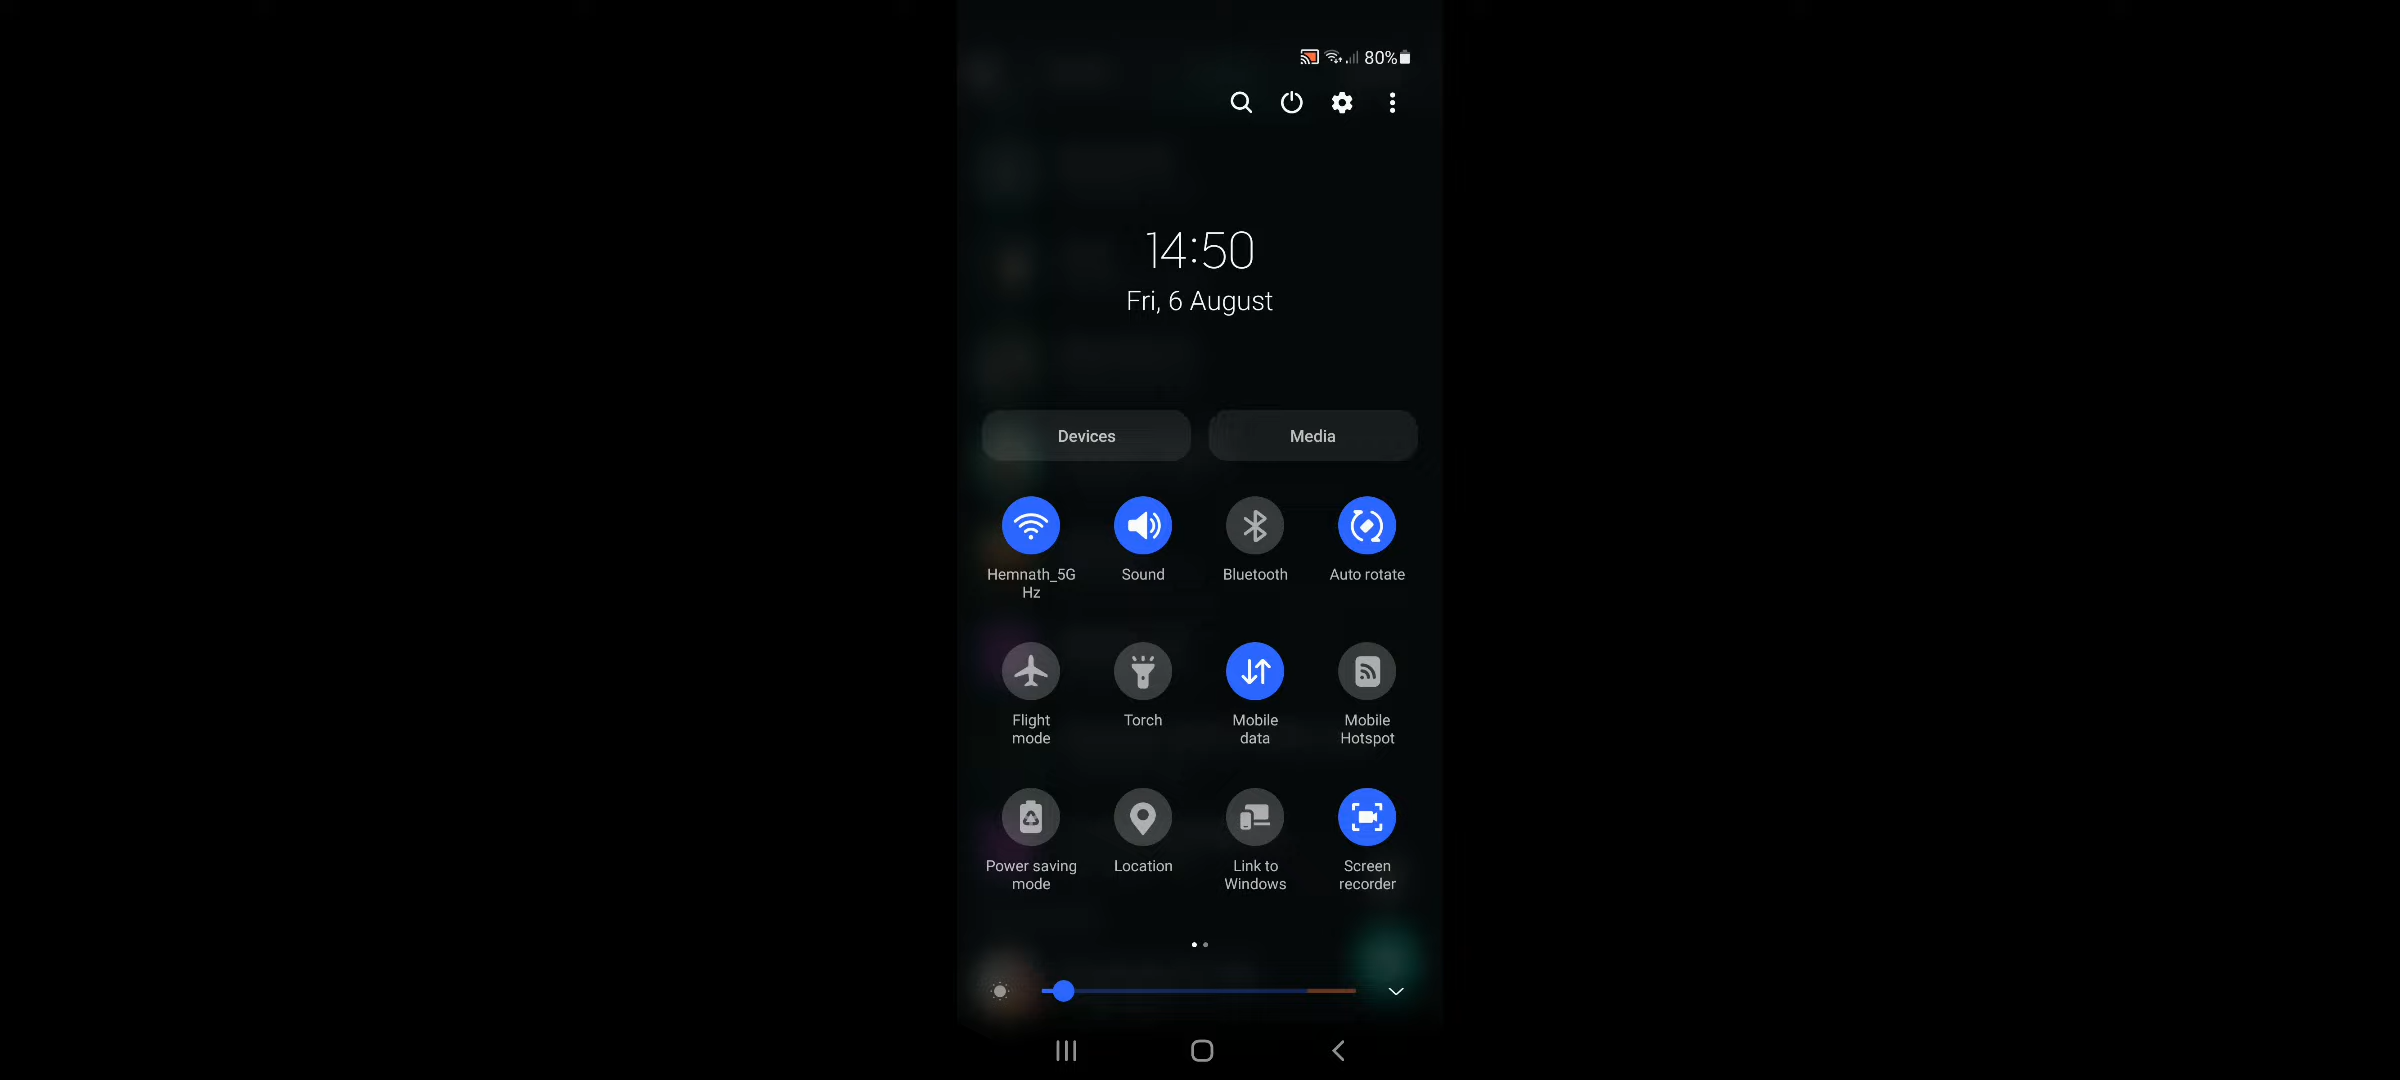 80%
14:50
Fri, 6 August
Devices Media
Hemnath_5G
Hz
Sound
Bluetooth
Auto rotate
Flight
mode
Torch
Mobile
data
Mobile
Hotspot
Power saving
mode
Location
Link to
Windows
Screen
recorder